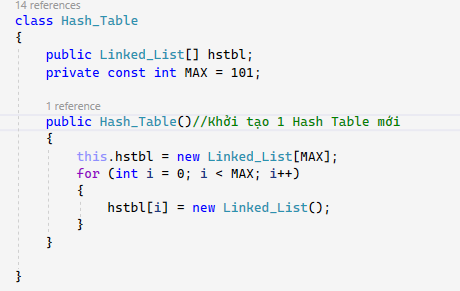 14 references
class Hash_Table
{
public Linked_List[] hstbl;
private const int MAX = 101;
1 reference
public Hash_Table()//Khởi tạo 1 Hash Table mới
{
this.hstbl = new Linked_List[MAX];
for (int i = 0; i < MAX; i++)
{
hstbl[i] = new Linked_List();
}
}
}